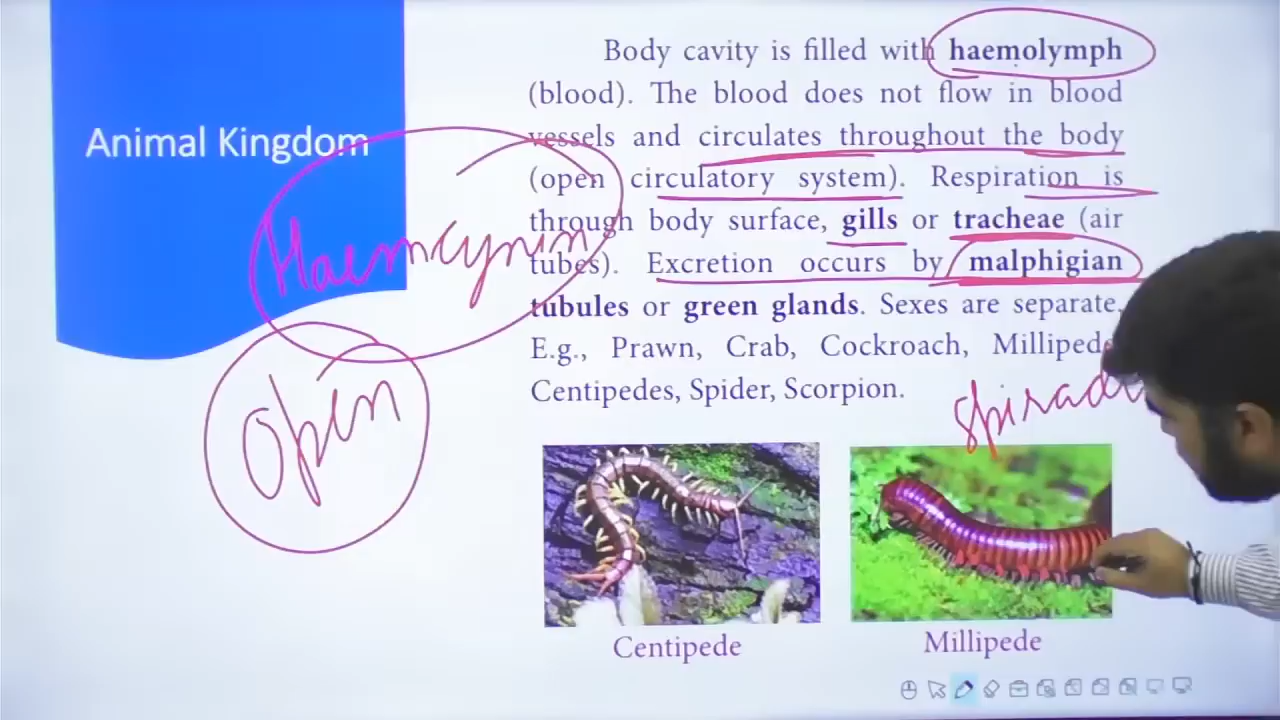 Animal Kingdom
Body cavity is filled with haemolymph
(blood). The blood does not flow in blood
vessels and circulates throughout the body
(open circulatory system). Respiration is
through body surface, gills or tracheae (air
tubes). Excretion occurs by malphigian
tubules or green glands. Sexes are separate.
E.g., Prawn, Crab, Cockroach, Millipede
Centipedes, Spider, Scorpion.
Open
Centipede
Millipede